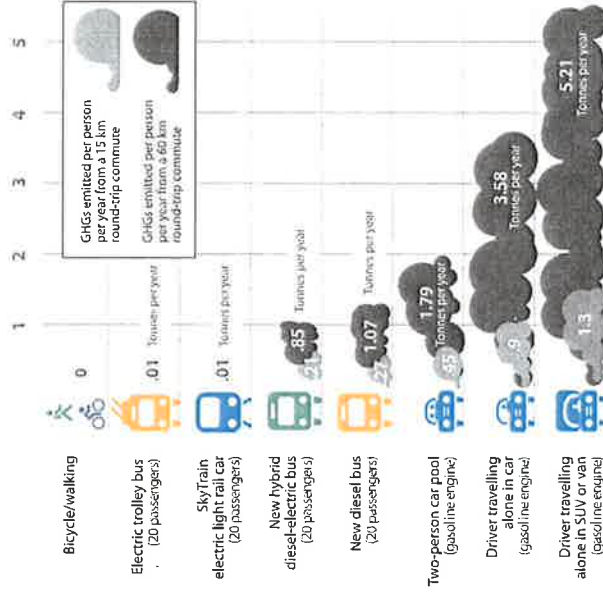 5
4
3
2
1
GHGs emitted per person
per year from a 15 km
round-trip commute
GHGs emitted per person
per year from a 60 km
round-trip commute
Bicycle/walking
0
Electric trolley bus
(20 passengers)
.01 Tonnes per year
SkyTrain
electric light rail car
(20 passengers)
.01 Tonnes per year
New hybrid
diesel-electric bus
(20 passengers)
.21
.85
Tonnes per year
New diesel bus
(20 passengers)
.27
1.07
Tonnes per year
Two-person car pool
(gasoline engine)
.45
1.79
Tonnes per year
Driver travelling
alone in car
(gasoline engine)
.9
3.58
Tonnes per year
Driver travelling
alone in SUV or van
(gasoline engine)
1.3
5.21
Tonnes per year